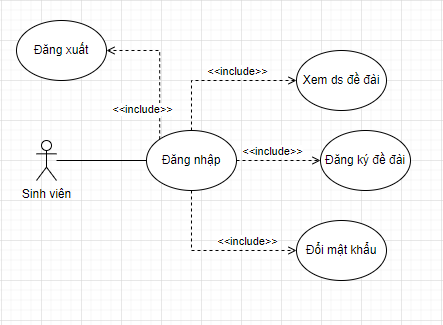 Đăng xuất
<<include>>
Xem ds đề đài
<<include>>
<<include>>
Đăng nhập
Đăng ký đề đài
Sinh viên
<<include>>
Đổi mật khẩu